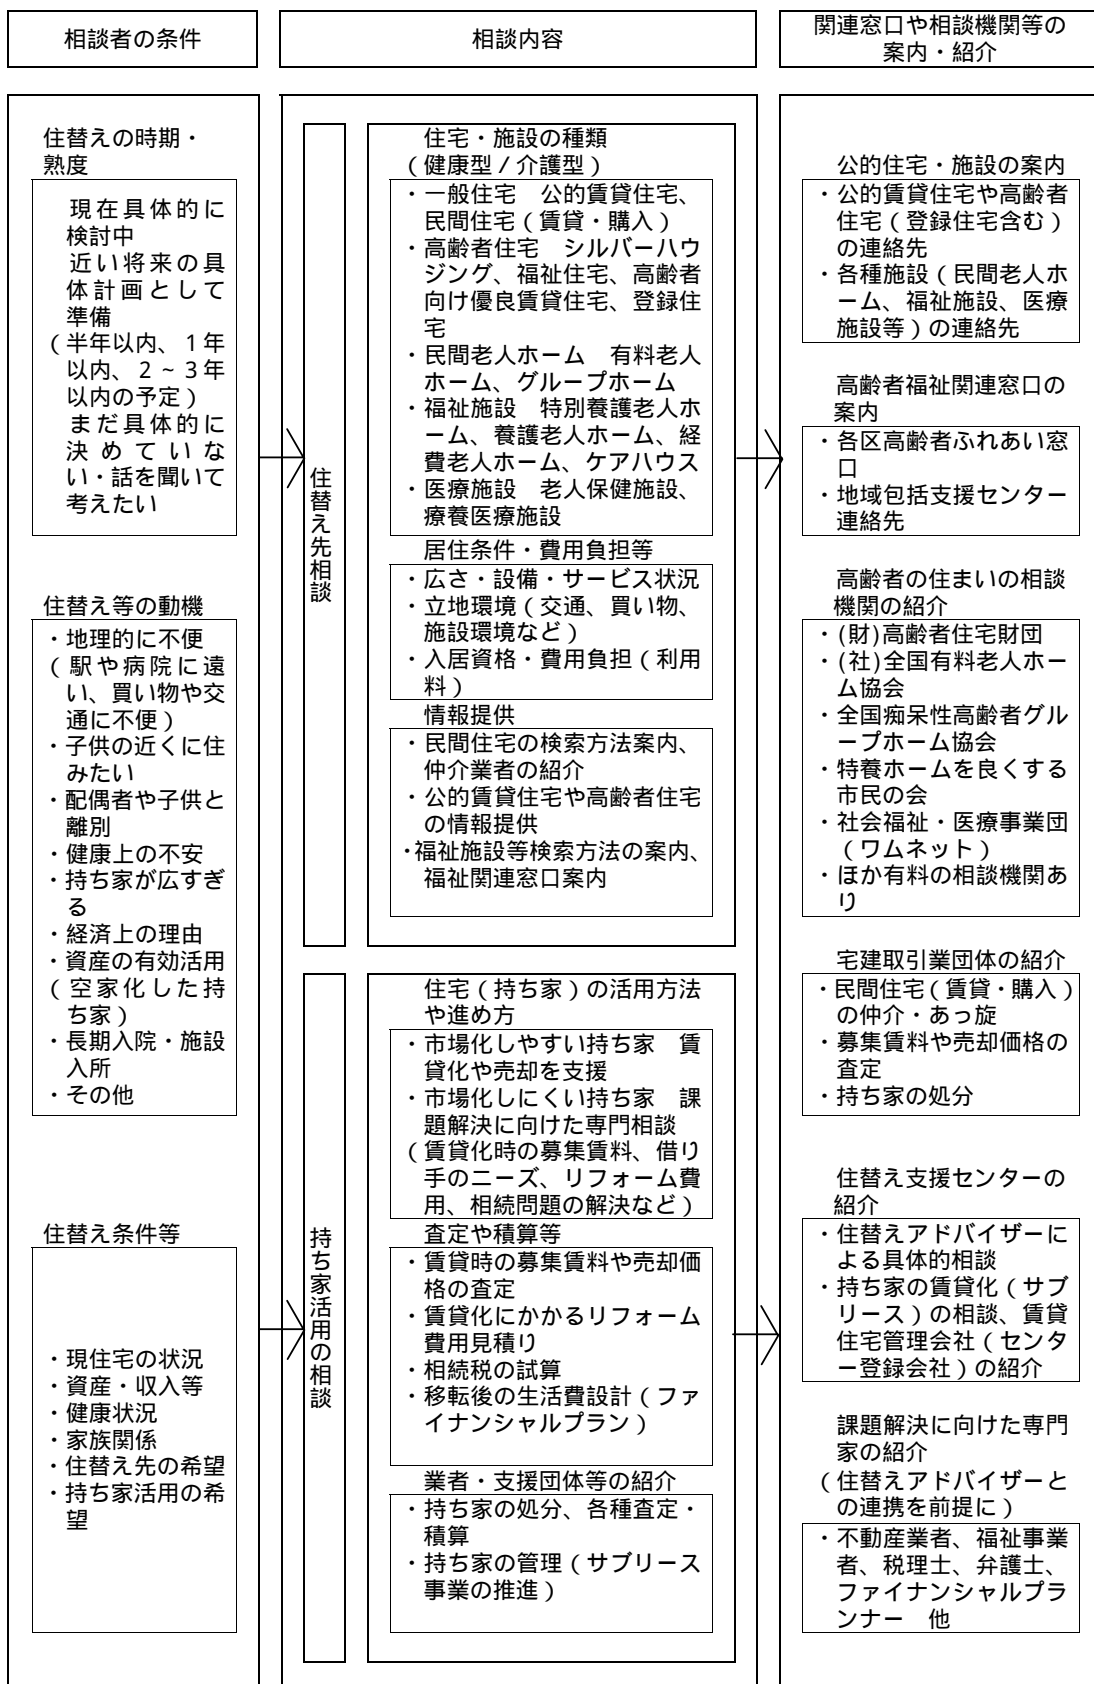 相談者の条件
相談内容
関連窓口や相談機関等の
案内・紹介
住替えの時期・
熟度
現在具体的に
検討中
近い将来の具
体計画として
準備
(半年以内、1年
以内、2~3年
以内の予定)
まだ具体的に
決めていな
い・話を聞いて
考えたい
住替え等の動機
・地理的に不便
(駅や病院に遠
い、買い物や交
通に不便)
・子供の近くに住
みたい
・配偶者や子供と
離別
・健康上の不安
・持ち家が広すぎ
る
・経済上の理由
・資産の有効活用
(空家化した持
ち家)
・長期入院・施設
入所
・その他
住替え条件等
・現住宅の状況
・資産・収入等
・健康状況
・家族関係
・住替え先の希望
・持ち家活用の希
望
住替え先相談
住宅・施設の種類
(健康型/介護型)
・一般住宅 公的賃貸住宅、
民間住宅(賃貸・購入)
・高齢者住宅 シルバーハウ
ジング、福祉住宅、高齢者
向け優良賃貸住宅、登録住
宅
・民間老人ホーム 有料老人
ホーム、グループホーム
・福祉施設 特別養護老人ホ
ーム、養護老人ホーム、経
費老人ホーム、ケアハウス
・医療施設 老人保健施設、
療養医療施設
居住条件・費用負担等
・広さ・設備・サービス状況
・立地環境(交通、買い物、
施設環境など)
・入居資格・費用負担(利用
料)
情報提供
・民間住宅の検索方法案内、
仲介業者の紹介
・公的賃貸住宅や高齢者住宅
の情報提供
・福祉施設等検索方法の案内、
福祉関連窓口案内
持ち家活用の相談
住宅(持ち家)の活用方法
や進め方
・市場化しやすい持ち家 賃
貸化や売却を支援
・市場化しにくい持ち家 課
題解決に向けた専門相談
(賃貸化時の募集賃料、借り
手のニーズ、リフォーム費
用、相続問題の解決など)
査定や積算等
・賃貸時の募集賃料や売却価
格の査定
・賃貸化にかかるリフォーム
費用見積り
・相続税の試算
・移転後の生活費設計(ファ
イナンシャルプラン)
業者・支援団体等の紹介
・持ち家の処分、各種査定・
積算
・持ち家の管理(サブリース
事業の推進)
公的住宅・施設の案内
・公的賃貸住宅や高齢者
住宅(登録住宅含む)
の連絡先
・各種施設(民間老人ホ
ーム、福祉施設、医療
施設等)の連絡先
高齢者福祉関連窓口の
案内
・各区高齢者ふれあい窓
口
・地域包括支援センター
連絡先
高齢者の住まいの相談
機関の紹介
・(財)高齢者住宅財団
・(社)全国有料老人ホー
ム協会
・全国痴呆性高齢者グル
ープホーム協会
・特養ホームを良くする
市民の会
・社会福祉・医療事業団
(ワムネット)
・ほか有料の相談機関あ
り
宅建取引業団体の紹介
・民間住宅(賃貸・購入)
の仲介・あっ旋
・募集賃料や売却価格の
査定
・持ち家の処分
住替え支援センターの
紹介
・住替えアドバイザーに
よる具体的相談
・持ち家の賃貸化(サブ
リース)の相談、賃貸
住宅管理会社(センタ
ー登録会社)の紹介
課題解決に向けた専門
家の紹介
(住替えアドバイザーと
の連携を前提に)
・不動産業者、福祉事業
者、税理士、弁護士、
ファイナンシャルプラ
ンナー 他